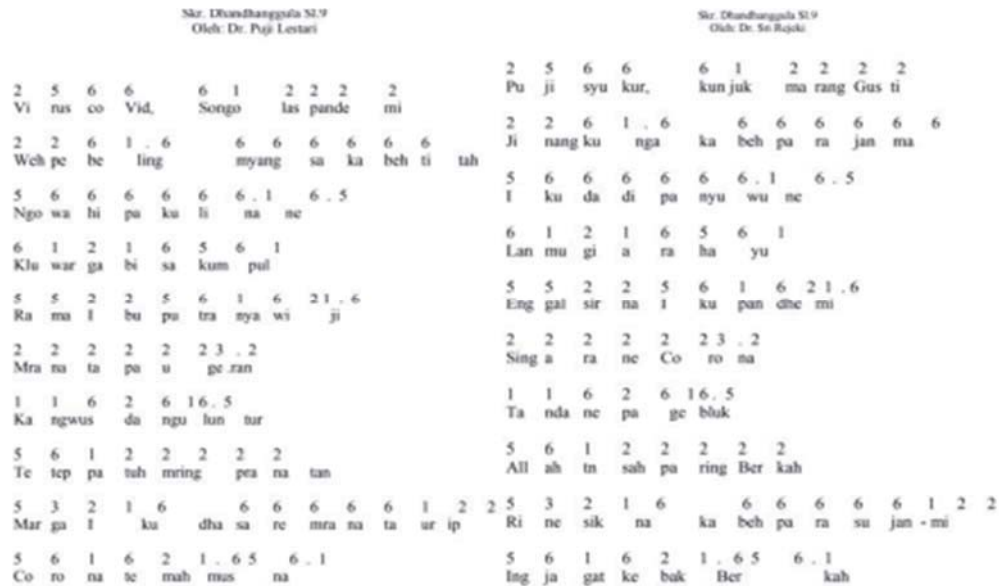 Skr. Dhandhanggula Sl.9
Oleh: Dr. Puji Lestari
2 5 6 6 6 1 2 2 2 2
Vi rus co Vid, Songo las pande mi
2 2 6 1 . 6 6 6 6 6 6 6
Weh pe be ling myang sa ka beh ti tah
5 6 6 6 6 6 6 . 1 6 . 5
Ngo wa hi pa ku li na ne
6 1 2 1 6 5 6 1
Klu war ga bi sa kum pul
5 5 2 2 5 6 1 6 2 1 . 6
Ra ma I bu pu tra nya wi ji
2 2 2 2 2 2 3 . 2
Mra na ta pa u ge .ran
1 1 6 2 6 1 6 . 5
Ka ngwus da ngu lun tur
5 6 1 2 2 2 2 2
Te tep pa tuh mring pra na tan
5 3 2 1 6 6 6 6 6 6 1 2 2
Mar ga I ku dha sa re mra na ta ur ip
5 6 1 6 2 1 . 6 5 6 . 1
Co ro na te mah mus na
Skr. Dhandhanggula Sl.9
Oleh: Dr. Sri Rejeki
2 5 6 6 6 1 2 2 2 2
Pu ji syu kur, kun juk ma rang Gus ti
2 2 6 1 . 6 6 6 6 6 6 6
Ji nang ku nga ka beh pa ra jan ma
5 6 6 6 6 6 6 . 1 6 . 5
I ku da di pa nyu wu ne
6 1 2 1 6 5 6 1
Lan mu gi a ra ha yu
5 5 2 2 5 6 1 6 2 1 . 6
Eng gal sir na I ku pan dhe mi
2 2 2 2 2 2 3 . 2
Sing a ra ne Co ro na
1 1 6 2 6 1 6 . 5
Ta nda ne pa ge bluk
5 6 1 2 2 2 2 2
All ah tn sah pa ring Ber kah
5 3 2 1 6 6 6 6 6 6 1 2 2
Ri ne sik na ka beh pa ra su jan - mi
5 6 1 6 2 1 . 6 5 6 . 1
Ing ja gat ke bak Ber kah